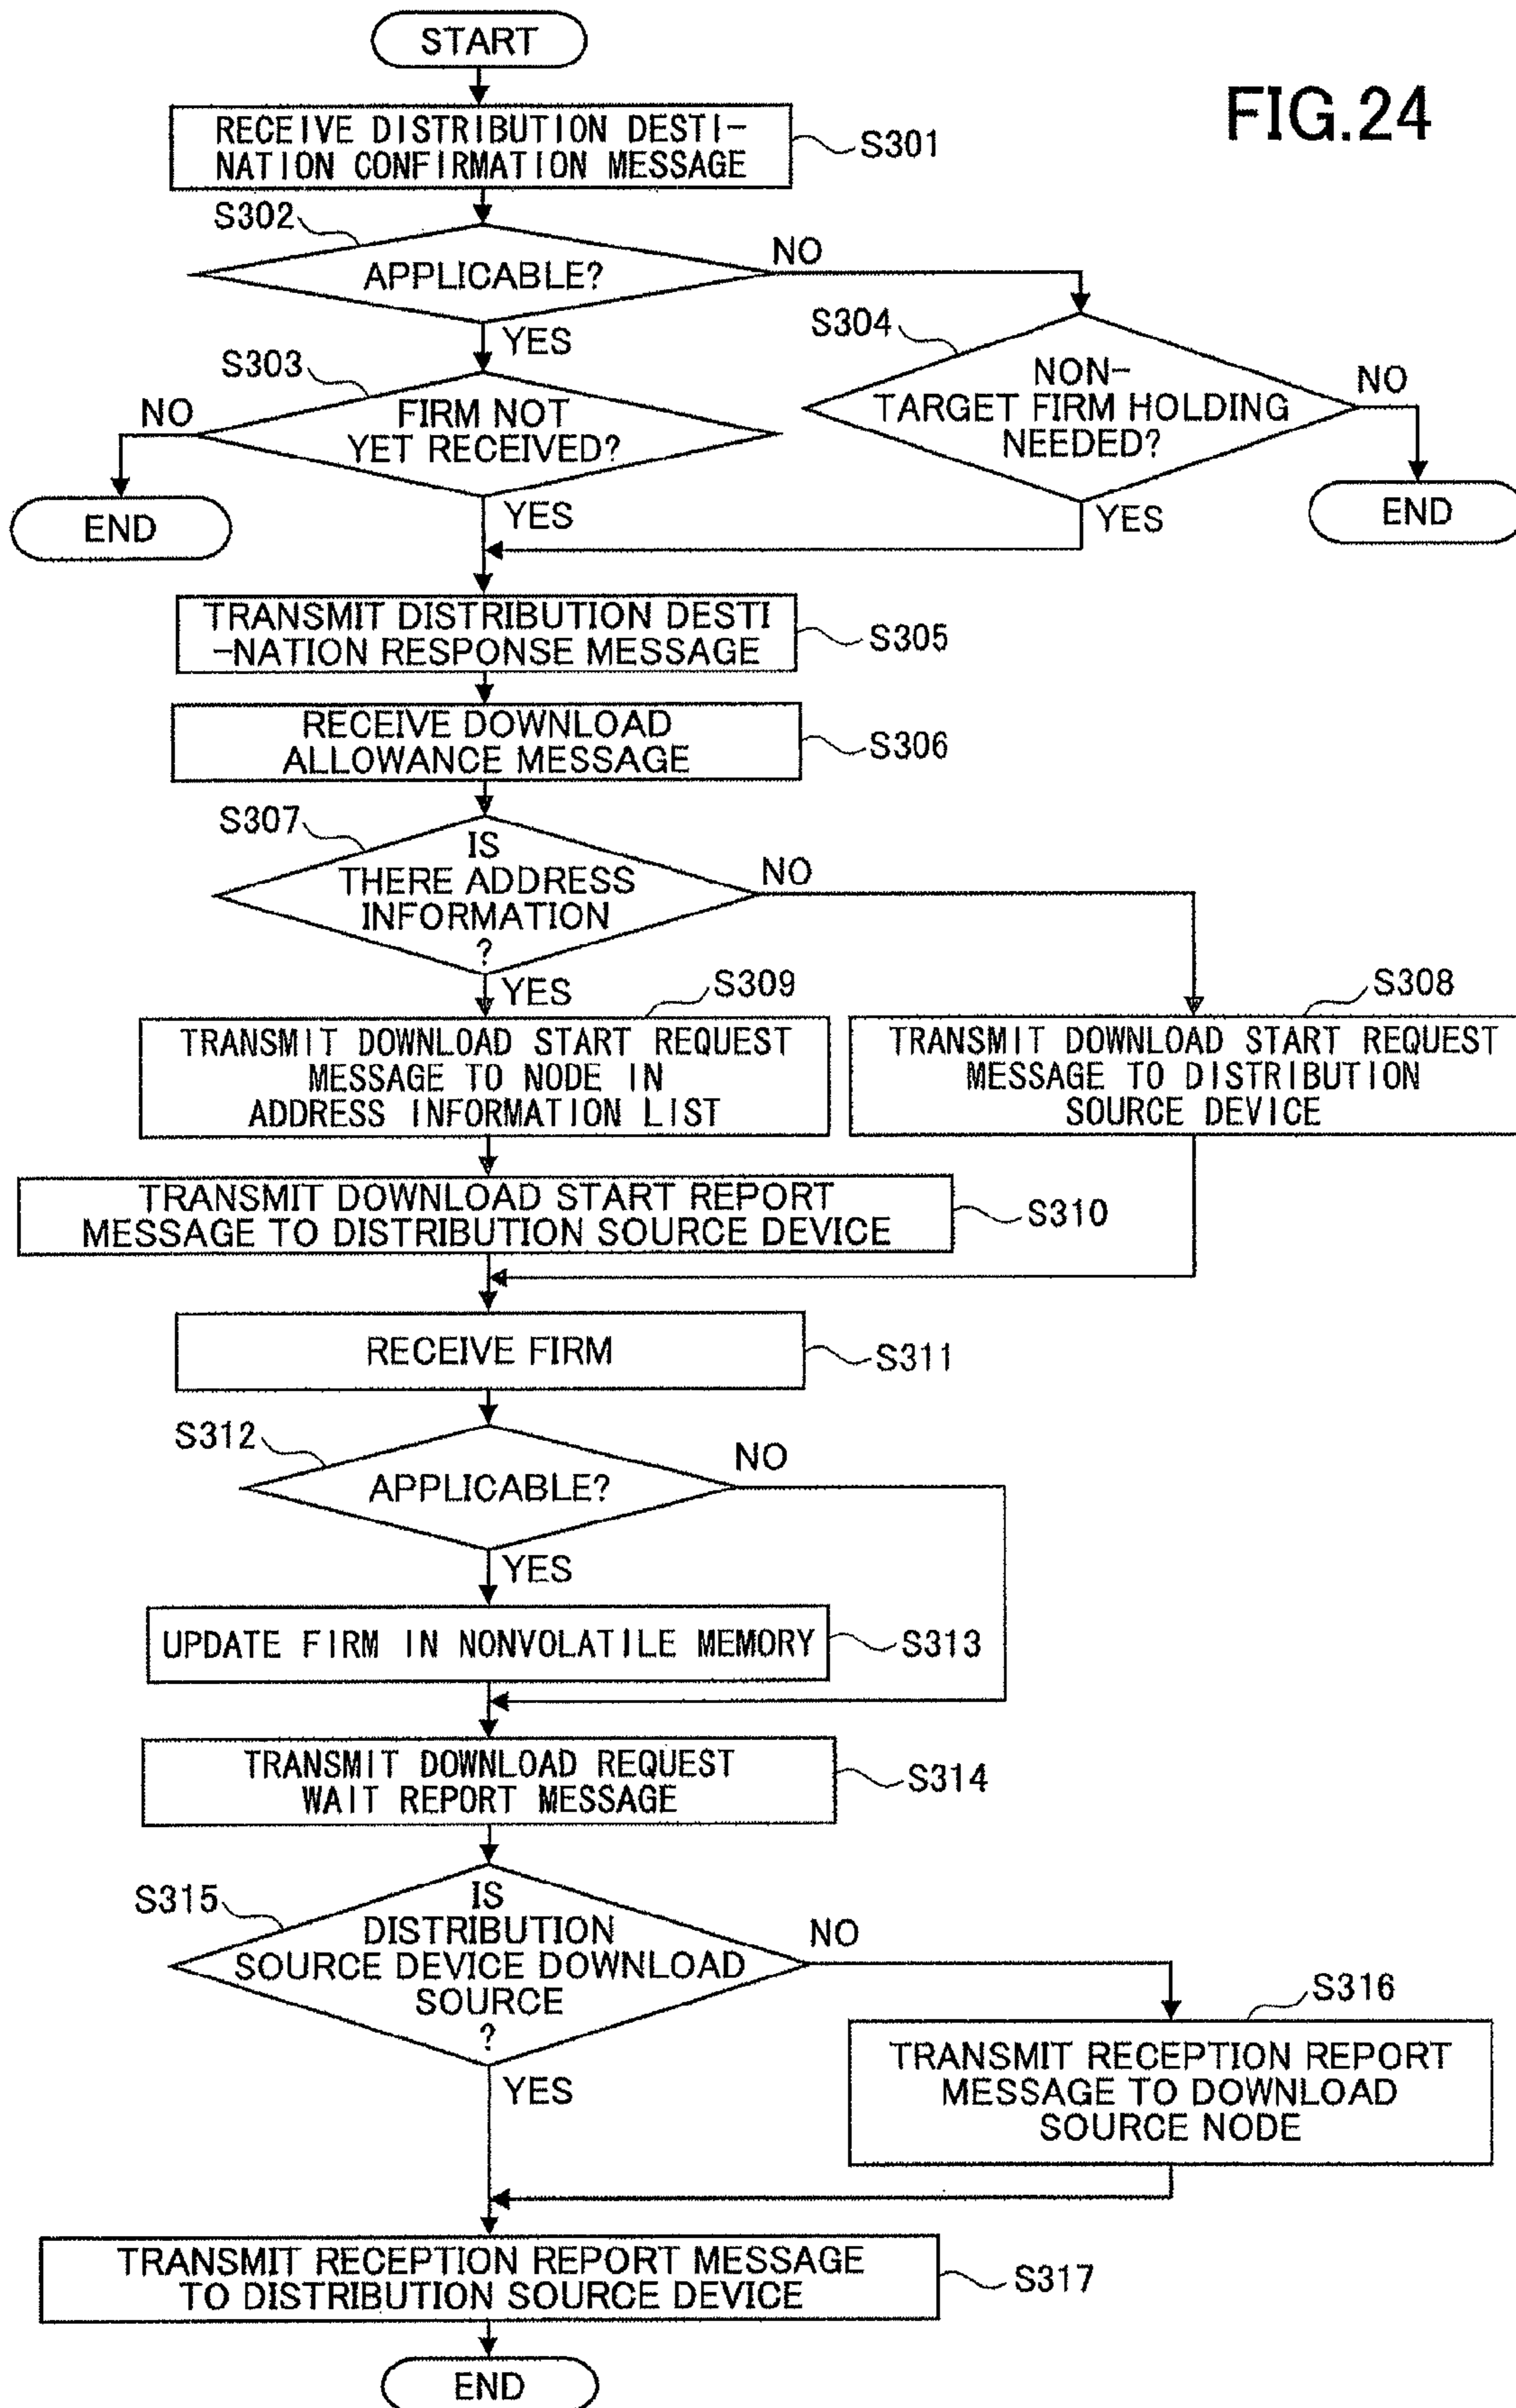 START
FIG.24
RECEIVE DISTRIBUTION DESTI-
NATION CONFIRMATION MESSAGE
S301
S302
APPLICABLE?
NO
YES
S304
NON-
TARGET FIRM HOLDING
NEEDED?
NO
END
YES
S303
FIRM NOT
YET RECEIVED?
NO
END
YES
TRANSMIT DISTRIBUTION DESTI
-NATION RESPONSE MESSAGE
S305
RECEIVE DOWNLOAD
ALLOWANCE MESSAGE
S306
S307
IS
THERE ADDRESS
INFORMATION
?
NO
YES
S309
TRANSMIT DOWNLOAD START REQUEST
MESSAGE TO NODE IN
ADDRESS INFORMATION LIST
S308
TRANSMIT DOWNLOAD START REQUEST
MESSAGE TO DISTRIBUTION
SOURCE DEVICE
TRANSMIT DOWNLOAD START REPORT
MESSAGE TO DISTRIBUTION SOURCE DEVICE
S310
RECEIVE FIRM
S311
S312
APPLICABLE?
NO
YES
UPDATE FIRM IN NONVOLATILE MEMORY
S313
TRANSMIT DOWNLOAD REQUEST
WAIT REPORT MESSAGE
S314
S315
IS
DISTRIBUTION
SOURCE DEVICE DOWNLOAD
SOURCE
?
NO
YES
S316
TRANSMIT RECEPTION REPORT
MESSAGE TO DOWNLOAD
SOURCE NODE
TRANSMIT RECEPTION REPORT MESSAGE
TO DISTRIBUTION SOURCE DEVICE
S317
END